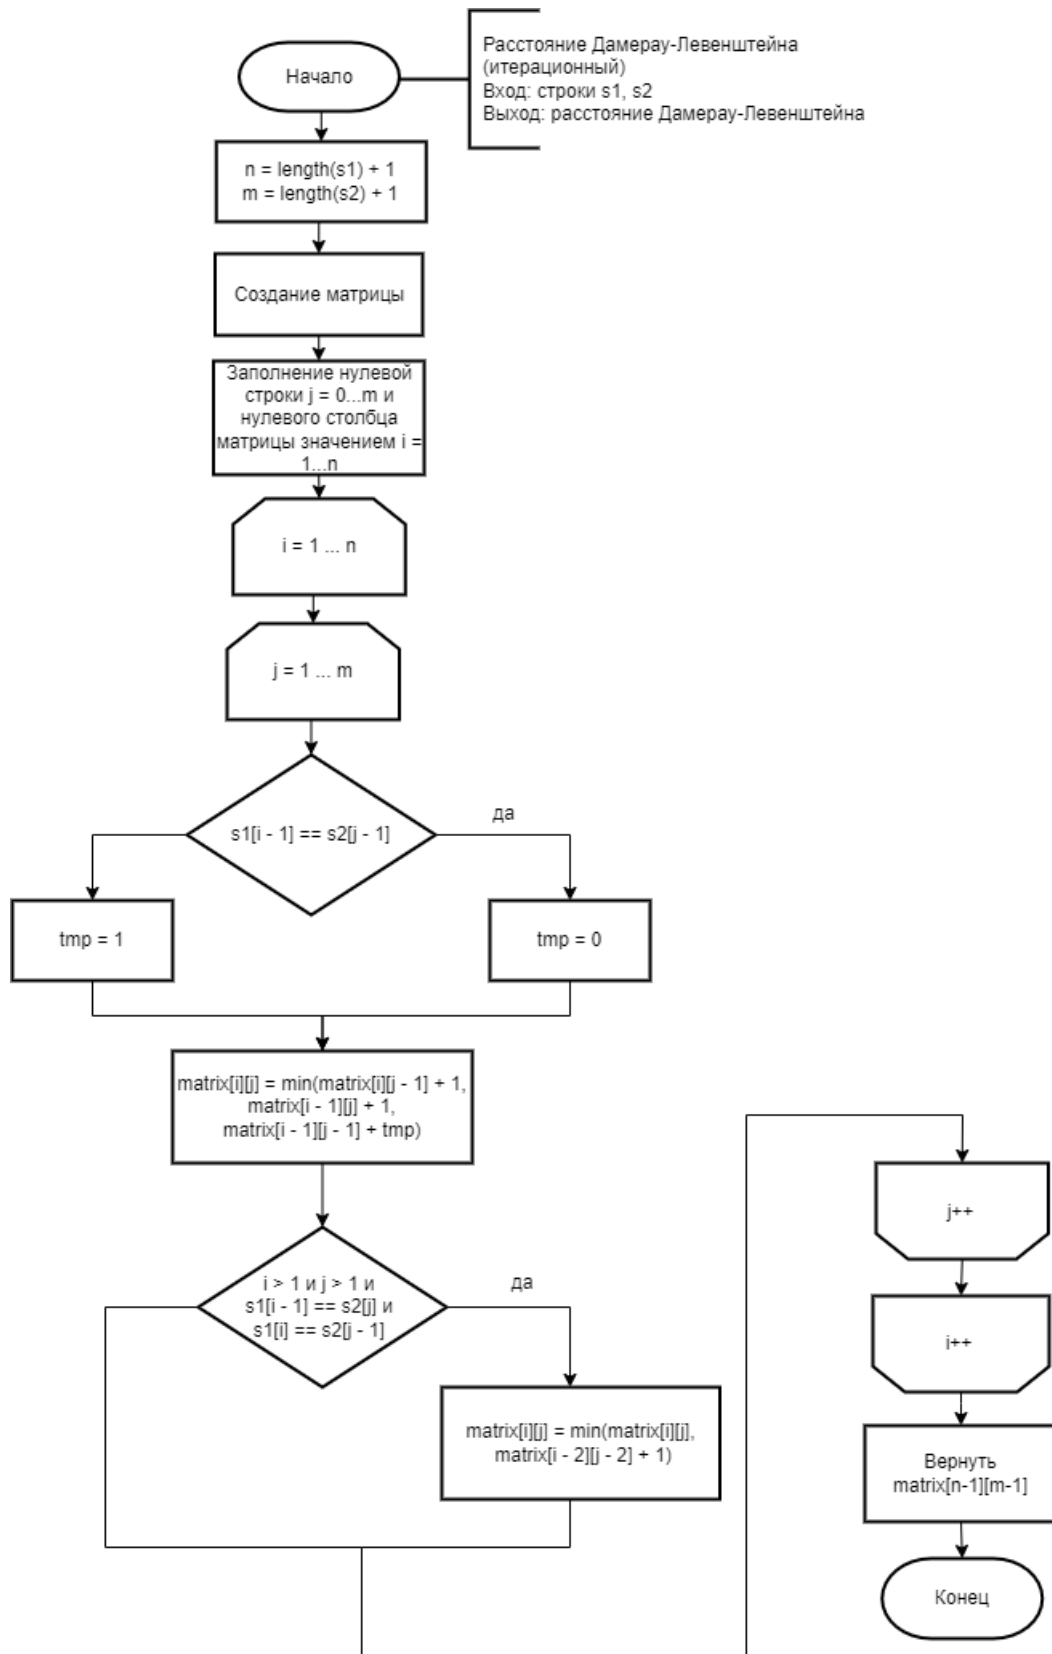 Начало
Расстояние Дамерау-Левенштейна
(итерационный)
Вход: строки s1, s2
Выход: расстояние Дамерау-Левенштейна
n = length(s1) + 1
m = length(s2) + 1
Создание матрицы
Заполнение нулевой
строки j = 0...m и
нулевого столбца
матрицы значением i =
1...n
i = 1 ... n
j = 1 ... m
s1[i - 1] == s2[j - 1]
да
tmp = 1
tmp = 0
matrix[i][j] = min(matrix[i][j - 1] + 1,
matrix[i - 1][j] + 1,
matrix[i - 1][j - 1] + tmp)
i > 1 и j > 1 и
s1[i - 1] == s2[j] и
s1[i] == s2[j - 1]
да
matrix[i][j] = min(matrix[i][j],
matrix[i - 2][j - 2] + 1)
j++
i++
Вернуть
matrix[n-1][m-1]
Конец